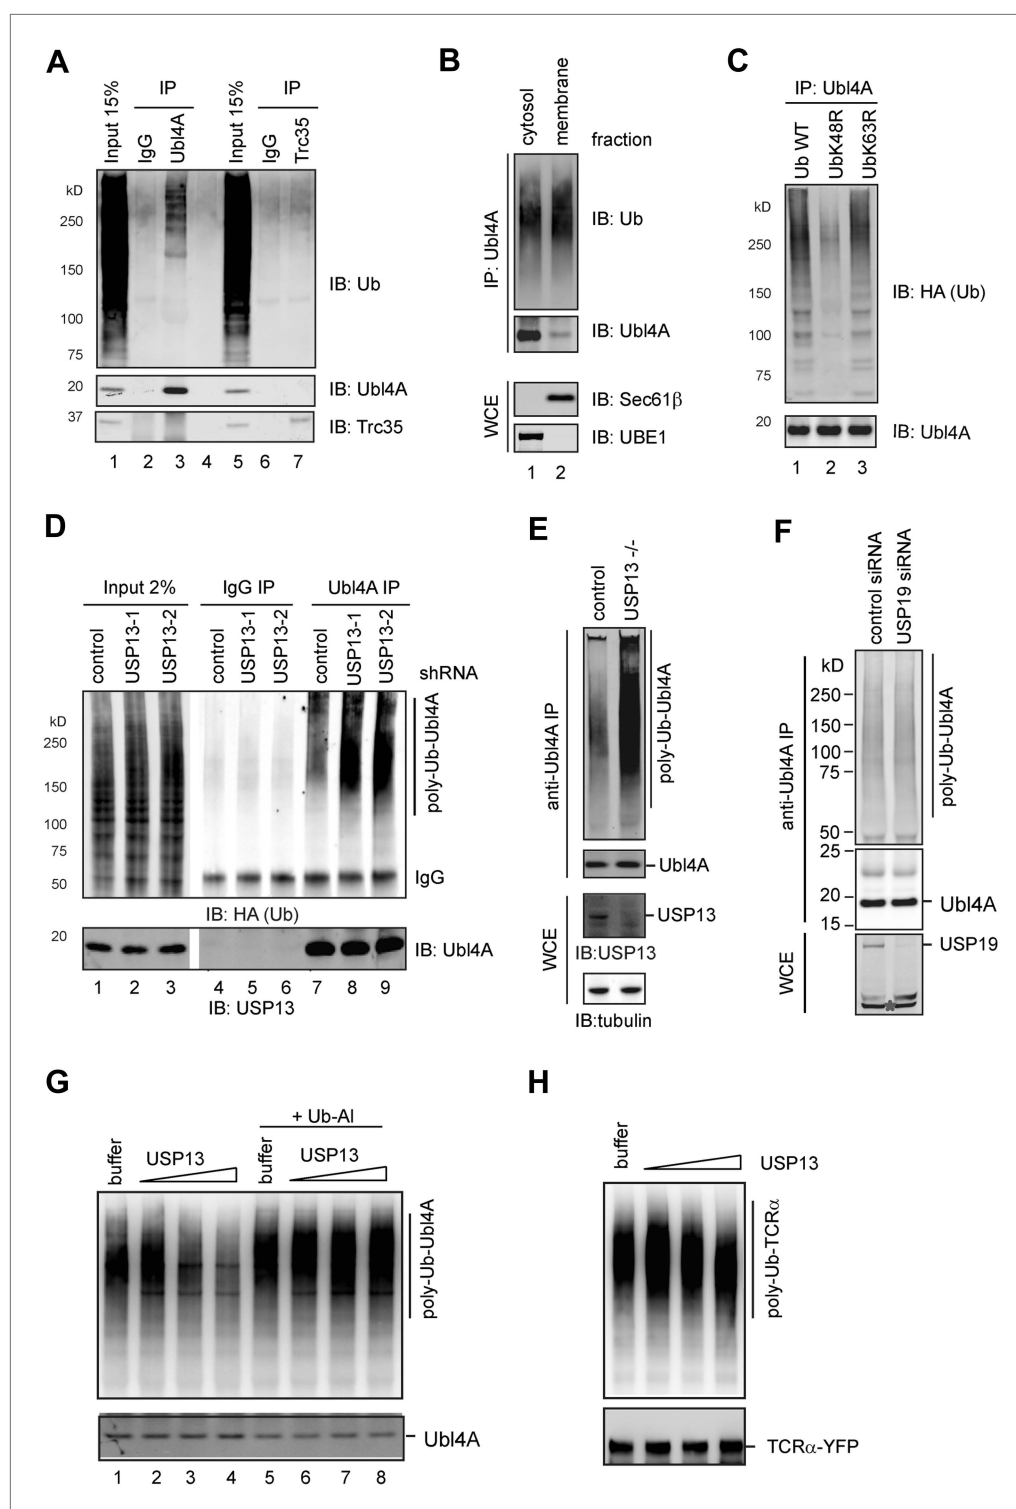 A
Input 15%
IP
IgG
Ubl4A
Input 15%
IP
IgG
Trc35
kD
250
150
100
75
20
37
IB: Ub
IB: Ubl4A
IB: Trc35
1 2 3 4 5 6 7
B
cytosol
membrane
fraction
IP: Ubl4A
IB: Ub
IB: Ubl4A
WCE
IB: Sec61β
IB: UBE1
1 2
C
IP: Ubl4A
Ub WT
UbK48R
UbK63R
kD
250
150
100
75
20
IB: HA (Ub)
IB: Ubl4A
1 2 3
D
Input 2%
IgG IP
Ubl4A IP
control
USP13-1
USP13-2
control
USP13-1
USP13-2
control
USP13-1
USP13-2
shRNA
kD
250
150
100
75
50
20
poly-Ub-Ubl4A
IgG
IB: HA (Ub)
IB: Ubl4A
1 2 3 4 5 6 7 8 9
IB: USP13
E
control
USP13 -/-
anti-Ubl4A IP
poly-Ub-Ubl4A
Ubl4A
WCE
USP13
IB:USP13
IB:tubulin
F
control siRNA
USP19 siRNA
kD
250
150
100
75
50
25
20
15
anti-Ubl4A IP
poly-Ub-Ubl4A
Ubl4A
WCE
USP19
*
G
+ Ub-Al
buffer
USP13
buffer
USP13
poly-Ub-Ubl4A
Ubl4A
1 2 3 4 5 6 7 8
H
buffer
USP13
poly-Ub-TCRα
TCRα-YFP